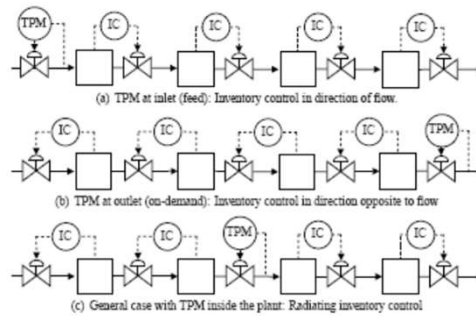 TPM IC IC IC IC
(a) TPM at inlet (feed): Inventory control in direction of flow.
IC IC IC IC TPM
(b) TPM at outlet (on-demand): Inventory control in direction opposite to flow
IC IC TPM IC IC
(c) General case with TPM inside the plant: Radiating inventory control